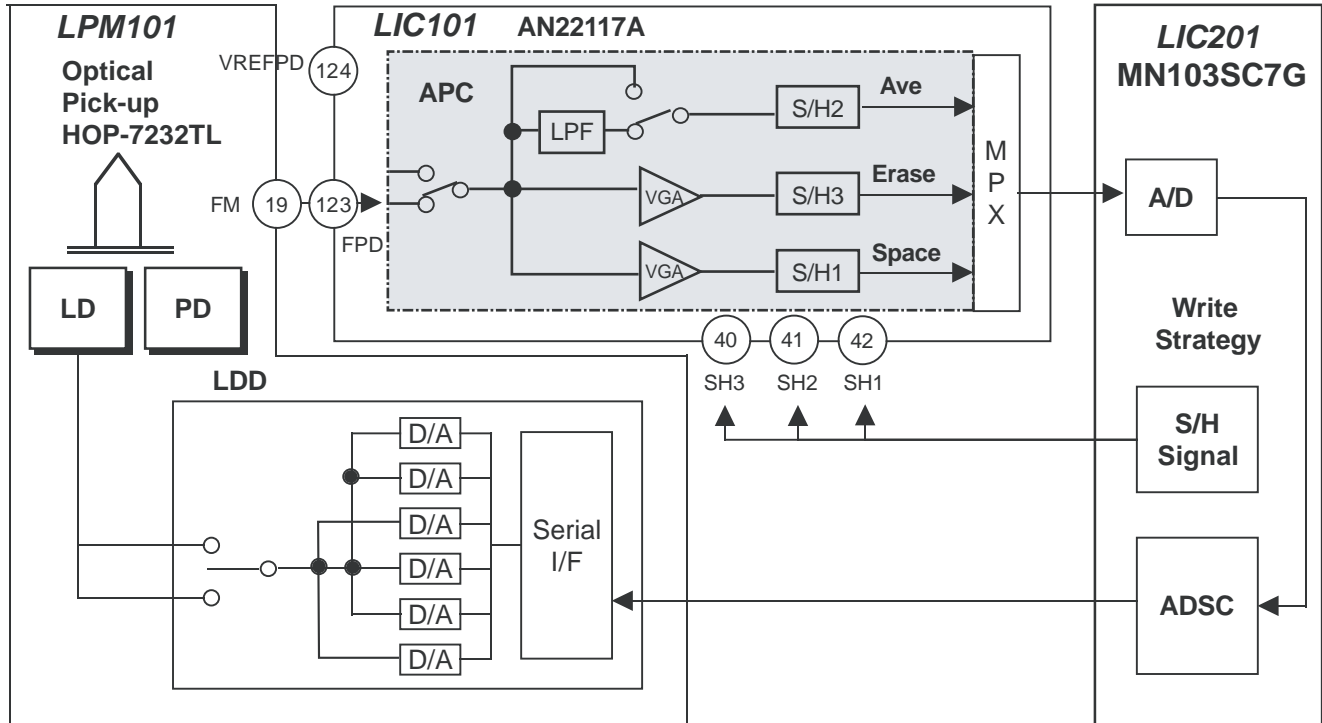 LPM101
Optical
Pick-up
HOP-7232TL
FM
19
LD
PD
LIC101
AN22117A
VREFPD
124
123
FPD
APC
LPF
S/H2
Ave
VGA
S/H3
Erase
VGA
S/H1
Space
M
P
X
40
41
42
SH3
SH2
SH1
LIC201
MN103SC7G
A/D
Write
Strategy
S/H
Signal
ADSC
LDD
D/A
D/A
D/A
D/A
D/A
D/A
Serial
I/F